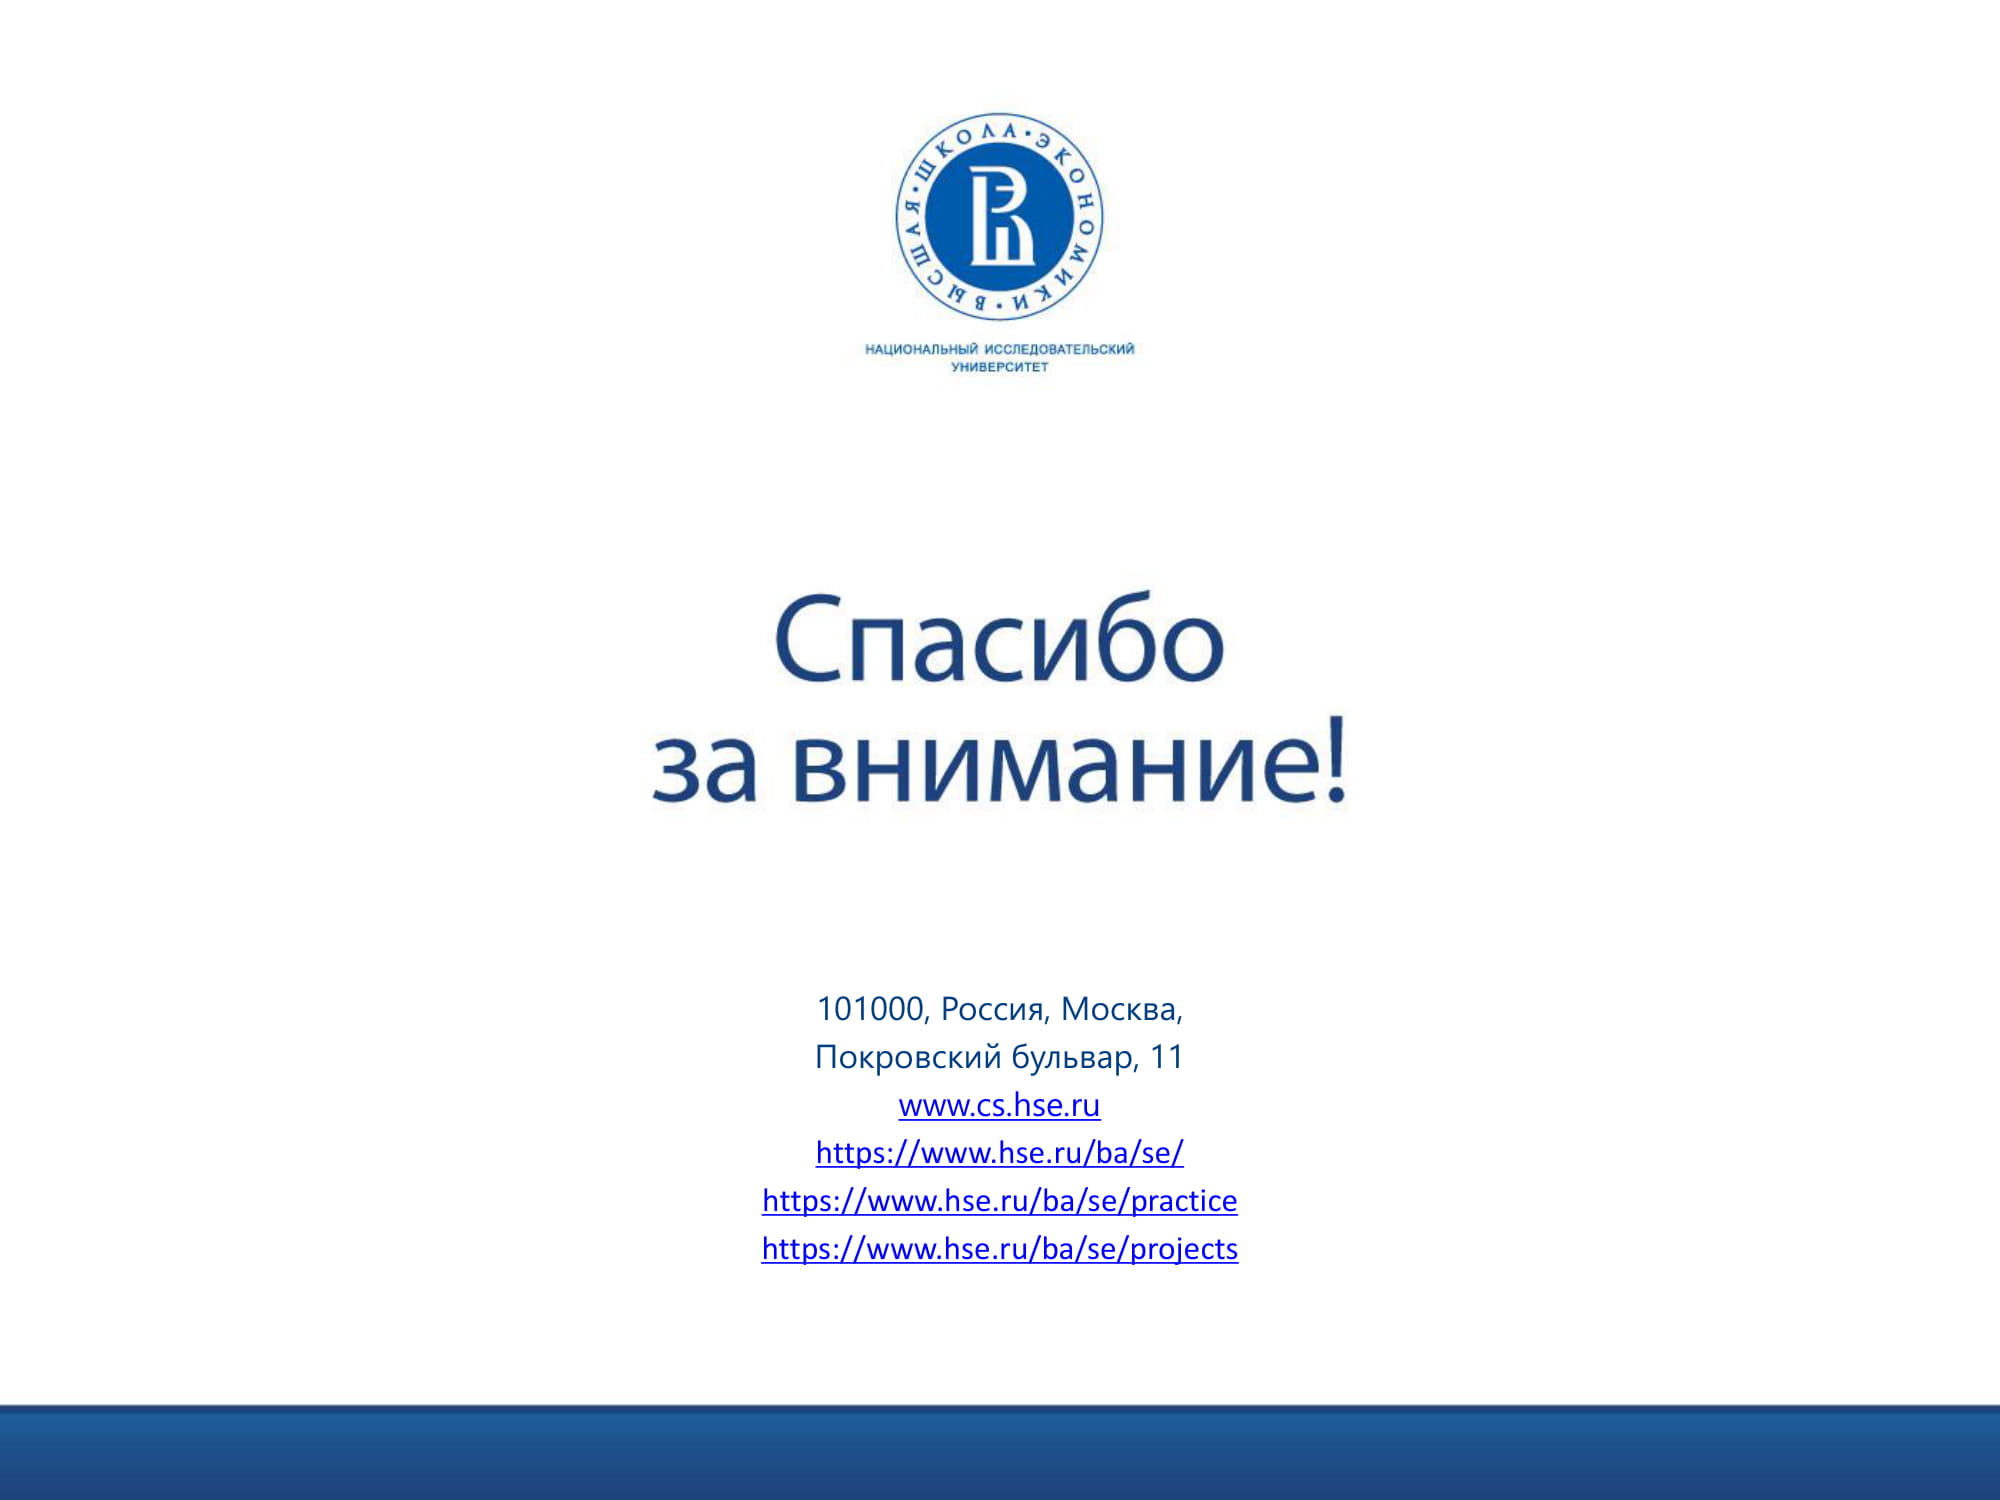 ВЫСШАЯ • ШКОЛА • ЭКОНОМИКИ •
НАЦИОНАЛЬНЫЙ ИССЛЕДОВАТЕЛЬСКИЙ
УНИВЕРСИТЕТ
Спасибо
за внимание!
101000, Россия, Москва,
Покровский бульвар, 11
www.cs.hse.ru
https://www.hse.ru/ba/se/
https://www.hse.ru/ba/se/practice
https://www.hse.ru/ba/se/projects